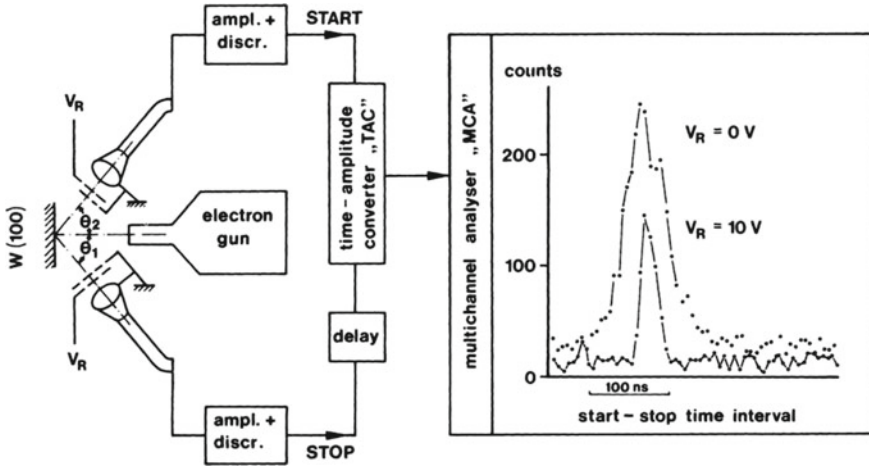 ampl. +
discr.
START
V_R
W (100)
θ₂
θ₁
electron
gun
V_R
time-amplitude
converter „TAC”
delay
ampl. +
discr.
STOP
multichannel analyser „MCA”
counts
200
100
0
V_R = 0 V
V_R = 10 V
100 ns
start – stop time interval